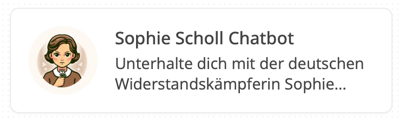 Sophie Scholl Chatbot
Unterhalte dich mit der deutschen
Widerstandskämpferin Sophie...